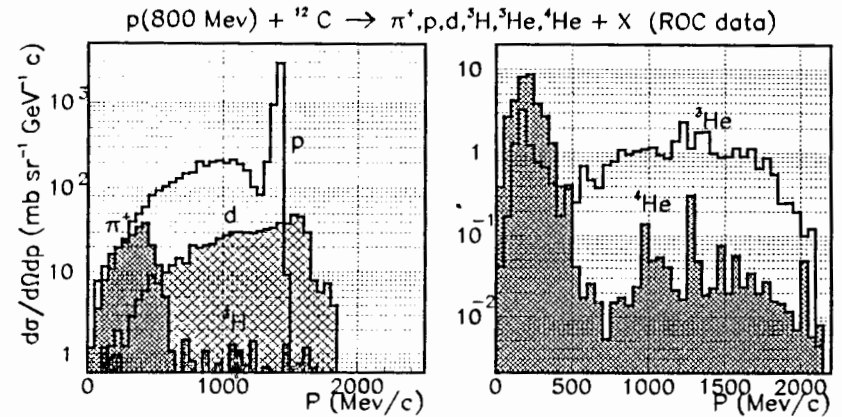 p(800 Mev) + ¹² C → π⁺,p,d,³H,³He,⁴He + X (ROC data)
dσ/dΩdp (mb sr⁻¹ GeV⁻¹ c)
10³
10²
10
1
π⁺
d
p
³H
0 1000 2000
P (Mev/c)
10
1
10⁻¹
10⁻²
³He
⁴He
0 500 1000 1500 2000
P (Mev/c)